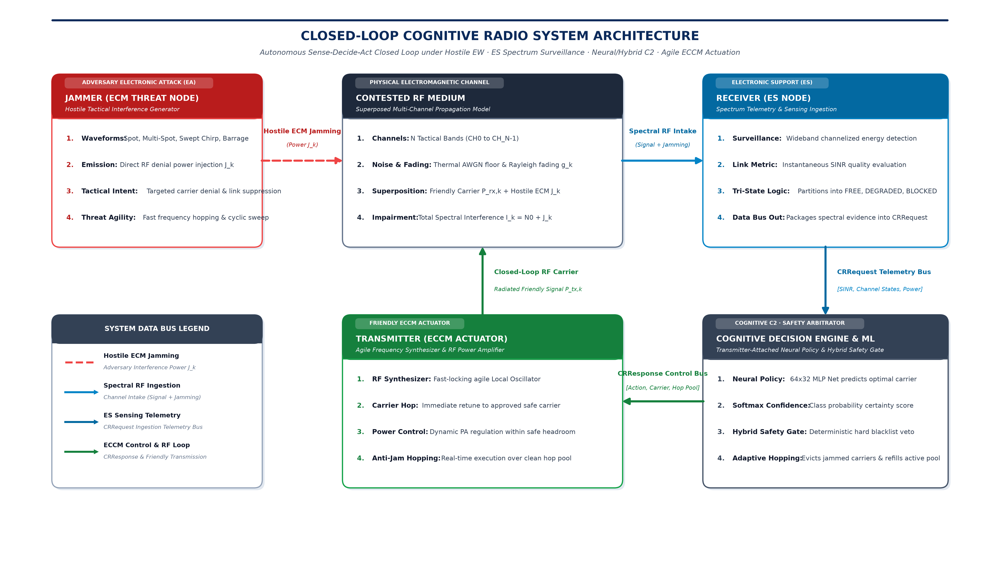 CLOSED-LOOP COGNITIVE RADIO SYSTEM ARCHITECTURE
Autonomous Sense-Decide-Act Closed Loop under Hostile EW · ES Spectrum Surveillance · Neural/Hybrid C2 · Agile ECCM Actuation
ADVERSARY ELECTRONIC ATTACK (EA)
JAMMER (ECM THREAT NODE)
Hostile Tactical Interference Generator
1. Waveforms: Spot, Multi-Spot, Swept Chirp, Barrage
2. Emission: Direct RF denial power injection J_k
3. Tactical Intent: Targeted carrier denial & link suppression
4. Threat Agility: Fast frequency hopping & cyclic sweep
Hostile ECM Jamming
(Power J_k)
PHYSICAL ELECTROMAGNETIC CHANNEL
CONTESTED RF MEDIUM
Superposed Multi-Channel Propagation Model
1. Channels: N Tactical Bands (CH0 to CH_N-1)
2. Noise & Fading: Thermal AWGN floor & Rayleigh fading g_k
3. Superposition: Friendly Carrier P_rx,k + Hostile ECM J_k
4. Impairment: Total Spectral Interference I_k = N0 + J_k
Spectral RF Intake
(Signal + Jamming)
ELECTRONIC SUPPORT (ES)
RECEIVER (ES NODE)
Spectrum Telemetry & Sensing Ingestion
1. Surveillance: Wideband channelized energy detection
2. Link Metric: Instantaneous SINR quality evaluation
3. Tri-State Logic: Partitions into FREE, DEGRADED, BLOCKED
4. Data Bus Out: Packages spectral evidence into CRRequest
Closed-Loop RF Carrier
Radiated Friendly Signal P_tx,k
CRRequest Telemetry Bus
[SINR, Channel States, Power]
SYSTEM DATA BUS LEGEND
Hostile ECM Jamming
Adversary Interference Power J_k
Spectral RF Ingestion
Channel Intake (Signal + Jamming)
ES Sensing Telemetry
CRRequest Ingestion Telemetry Bus
ECCM Control & RF Loop
CRResponse & Friendly Transmission
FRIENDLY ECCM ACTUATOR
TRANSMITTER (ECCM ACTUATOR)
Agile Frequency Synthesizer & RF Power Amplifier
1. RF Synthesizer: Fast-locking agile Local Oscillator
2. Carrier Hop: Immediate retune to approved safe carrier
3. Power Control: Dynamic PA regulation within safe headroom
4. Anti-Jam Hopping: Real-time execution over clean hop pool
CRResponse Control Bus
[Action, Carrier, Hop Pool]
COGNITIVE C2 · SAFETY ARBITRATOR
COGNITIVE DECISION ENGINE & ML
Transmitter-Attached Neural Policy & Hybrid Safety Gate
1. Neural Policy: 64x32 MLP Net predicts optimal carrier
2. Softmax Confidence: Class probability certainty score
3. Hybrid Safety Gate: Deterministic hard blacklist veto
4. Adaptive Hopping: Evicts jammed carriers & refills active pool